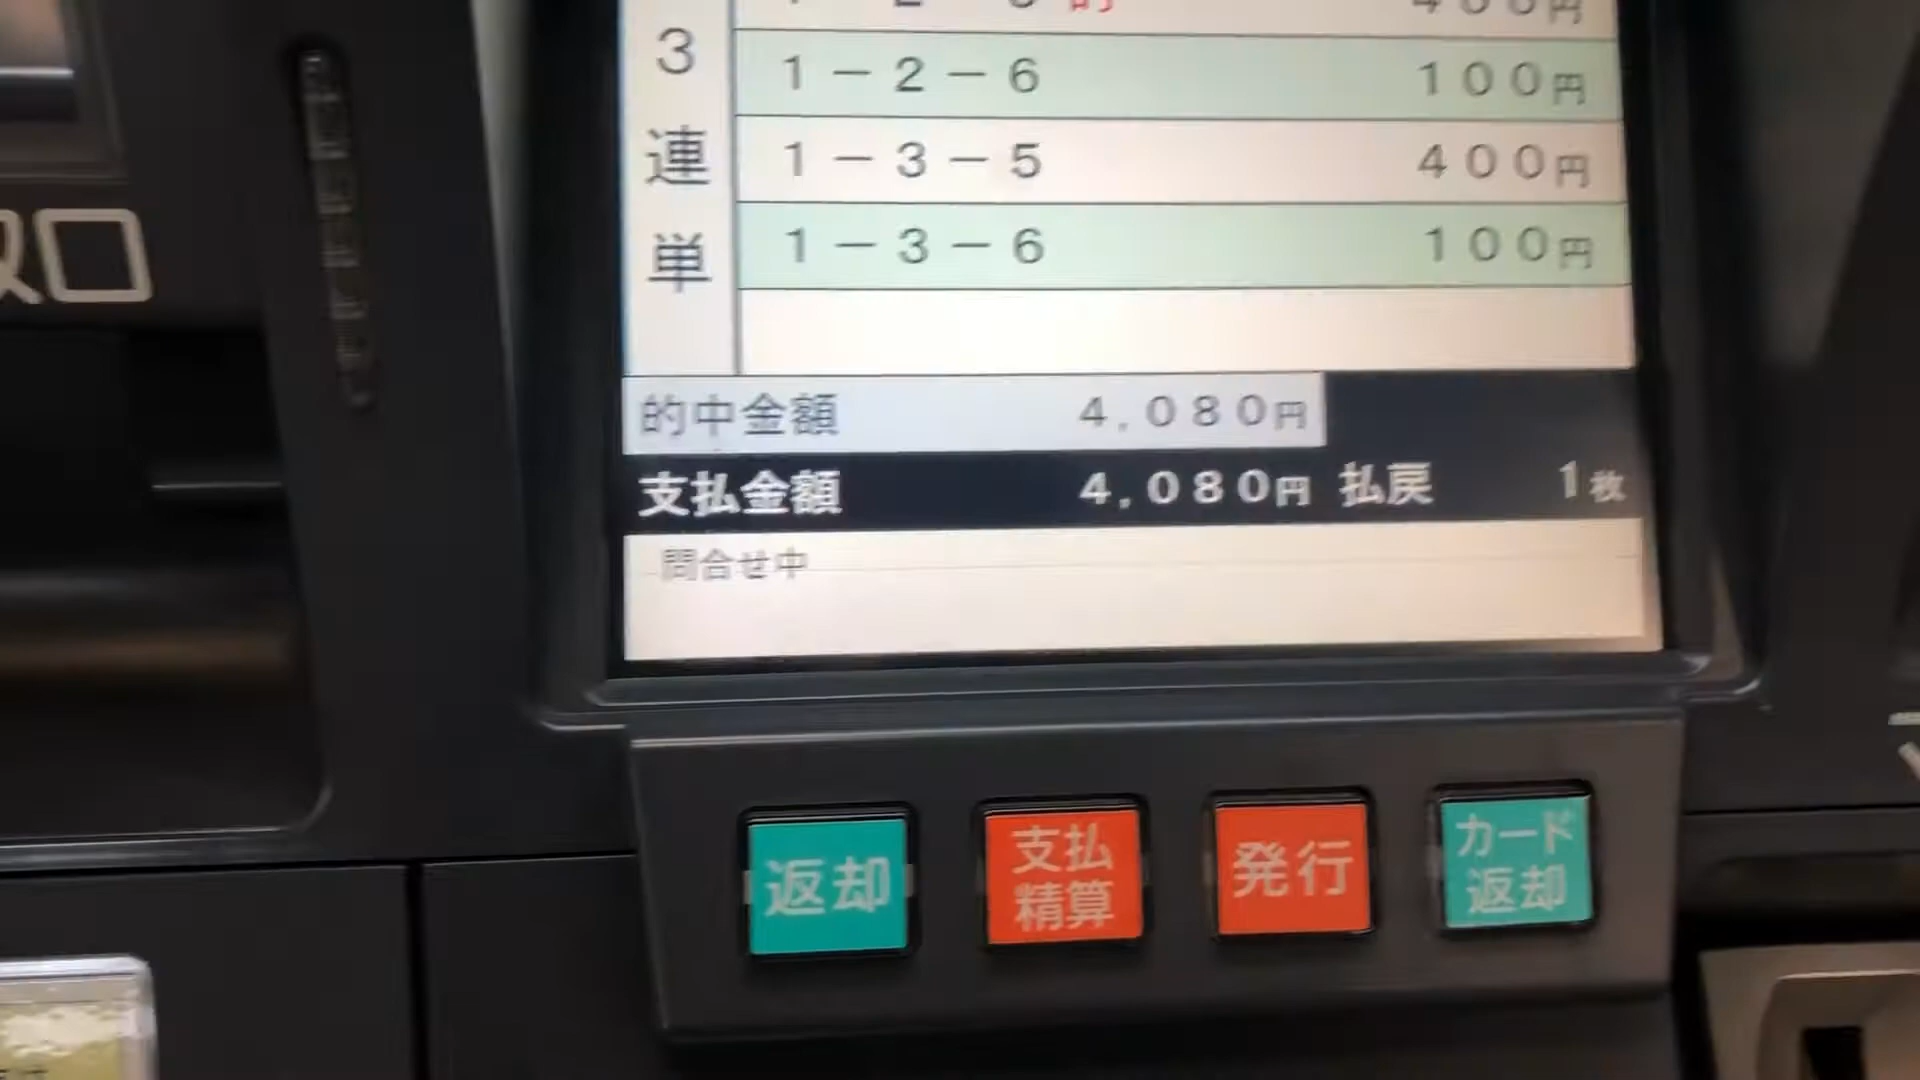 3連単
1－2－6 100円
1－3－5 400円
1－3－6 100円
的中金額 4,080円
支払金額 4,080円 払戻 1枚
問合せ中
返却
支払
精算
発行
カード
返却